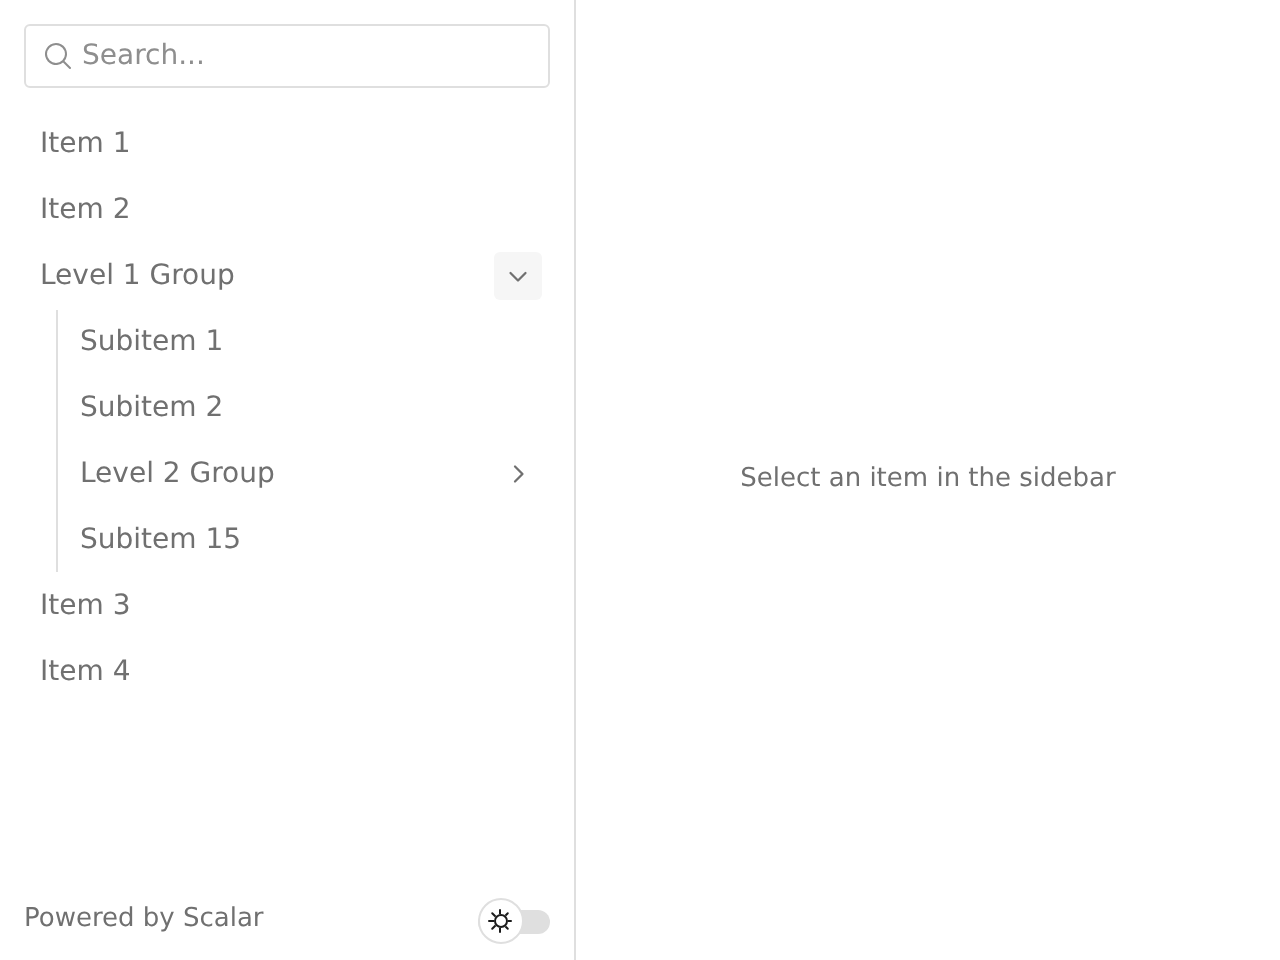 Search...
Item 1
Item 2
Level 1 Group
Subitem 1
Subitem 2
Level 2 Group
Subitem 15
Item 3
Item 4
Powered by Scalar
Select an item in the sidebar